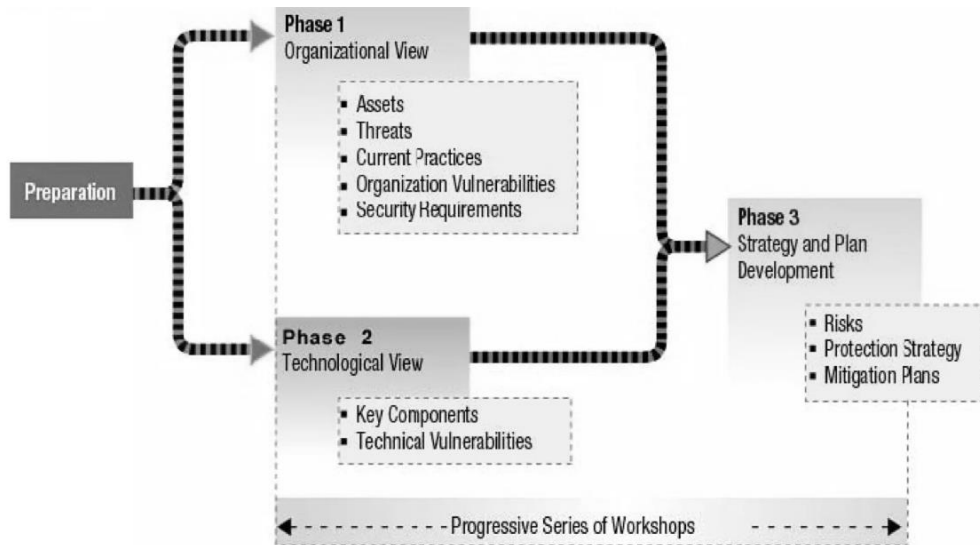 Phase 1
Organizational View
▪ Assets
▪ Threats
▪ Current Practices
▪ Organization Vulnerabilities
▪ Security Requirements
Preparation
Phase 3
Strategy and Plan
Development
▪ Risks
▪ Protection Strategy
▪ Mitigation Plans
Phase 2
Technological View
▪ Key Components
▪ Technical Vulnerabilities
Progressive Series of Workshops